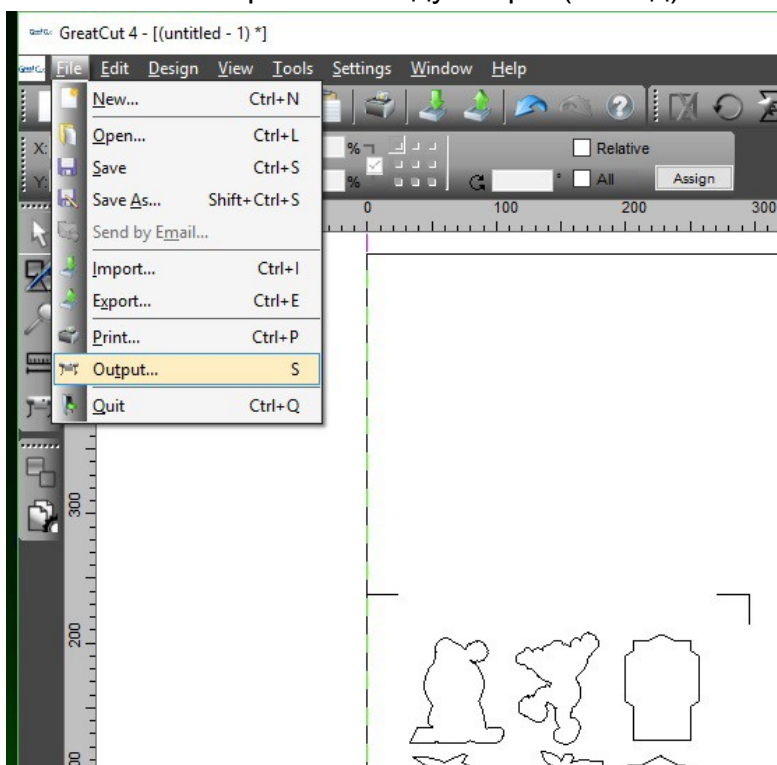 GreatCut 4 - [(untitled - 1) *]
File Edit Design View Tools Settings Window Help
New... Ctrl+N
Open... Ctrl+L
Save Ctrl+S
Save As... Shift+Ctrl+S
Send by Email...
Import... Ctrl+I
Export... Ctrl+E
Print... Ctrl+P
Output... S
Quit Ctrl+Q
X: % Relative
Y: % ° All Assign
0 100 200 300
300
200